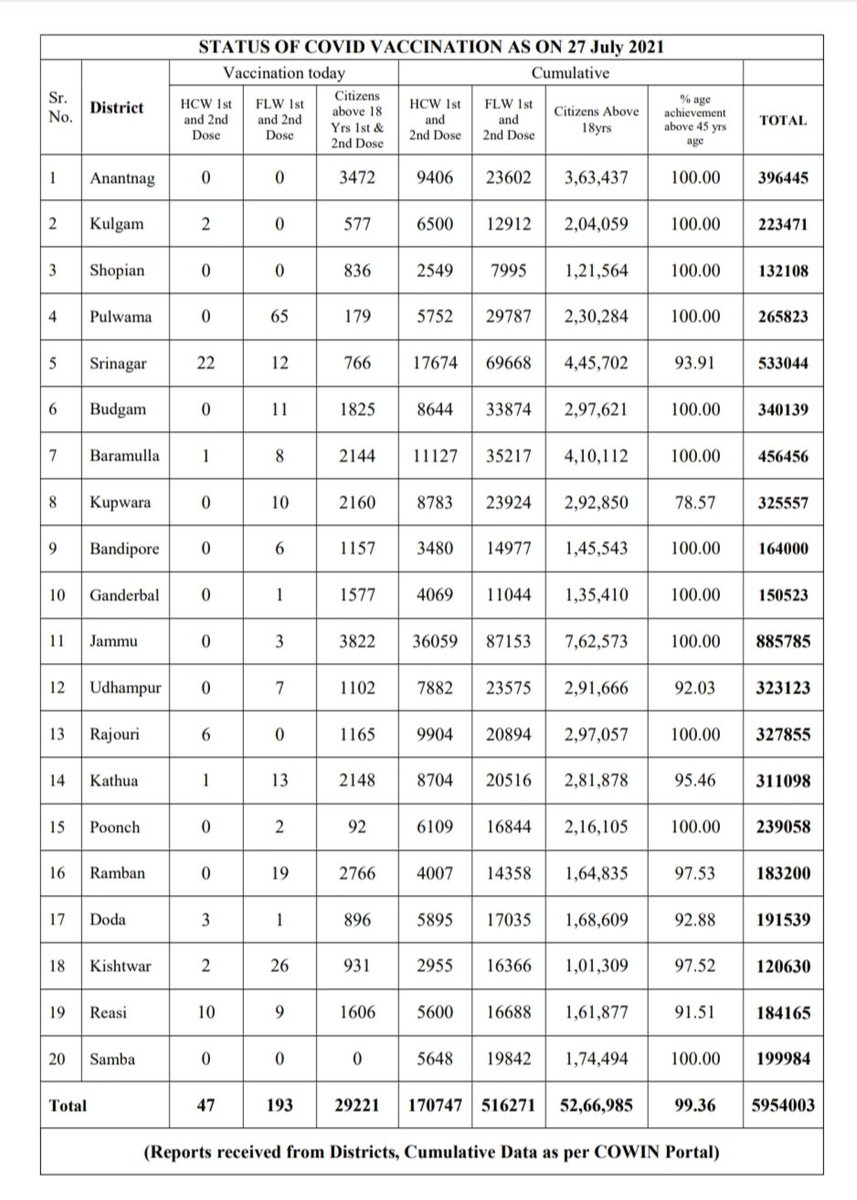 STATUS OF COVID VACCINATION AS ON 27 July 2021
Sr. No. District Vaccination today Cumulative
HCW 1st and 2nd Dose FLW 1st and 2nd Dose Citizens above 18 Yrs 1st & 2nd Dose HCW 1st and 2nd Dose FLW 1st and 2nd Dose Citizens Above 18yrs % age achievement above 45 yrs age TOTAL
1 Anantnag 0 0 3472 9406 23602 3,63,437 100.00 396445
2 Kulgam 2 0 577 6500 12912 2,04,059 100.00 223471
3 Shopian 0 0 836 2549 7995 1,21,564 100.00 132108
4 Pulwama 0 65 179 5752 29787 2,30,284 100.00 265823
5 Srinagar 22 12 766 17674 69668 4,45,702 93.91 533044
6 Budgam 0 11 1825 8644 33874 2,97,621 100.00 340139
7 Baramulla 1 8 2144 11127 35217 4,10,112 100.00 456456
8 Kupwara 0 10 2160 8783 23924 2,92,850 78.57 325557
9 Bandipore 0 6 1157 3480 14977 1,45,543 100.00 164000
10 Ganderbal 0 1 1577 4069 11044 1,35,410 100.00 150523
11 Jammu 0 3 3822 36059 87153 7,62,573 100.00 885785
12 Udhampur 0 7 1102 7882 23575 2,91,666 92.03 323123
13 Rajouri 6 0 1165 9904 20894 2,97,057 100.00 327855
14 Kathua 1 13 2148 8704 20516 2,81,878 95.46 311098
15 Poonch 0 2 92 6109 16844 2,16,105 100.00 239058
16 Ramban 0 19 2766 4007 14358 1,64,835 97.53 183200
17 Doda 3 1 896 5895 17035 1,68,609 92.88 191539
18 Kishtwar 2 26 931 2955 16366 1,01,309 97.52 120630
19 Reasi 10 9 1606 5600 16688 1,61,877 91.51 184165
20 Samba 0 0 0 5648 19842 1,74,494 100.00 199984
Total 47 193 29221 170747 516271 52,66,985 99.36 5954003
(Reports received from Districts, Cumulative Data as per COWIN Portal)